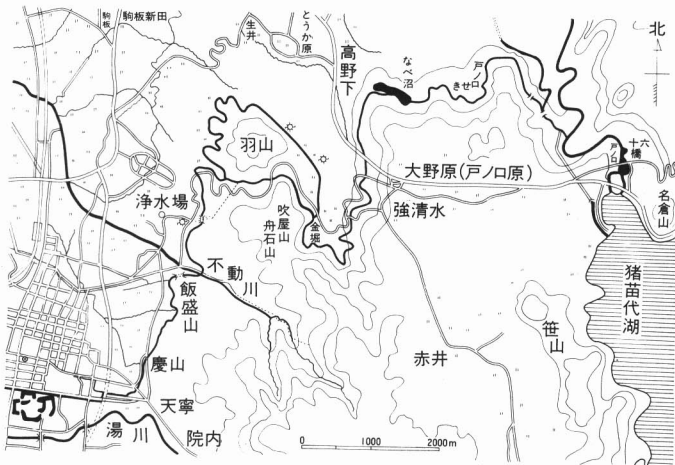 駒板
駒板新田
生井
とうか原
高野下
なべ沼
戸ノ口
せき
北
羽山
十六橋
戸ノ口
大野原(戸ノ口原)
名倉山
浄水場
吹屋山
舟石山
金堀
強清水
不動川
飯盛山
猪苗代湖
笹山
赤井
慶山
天寧
湯川
院内
0 1000 2000m